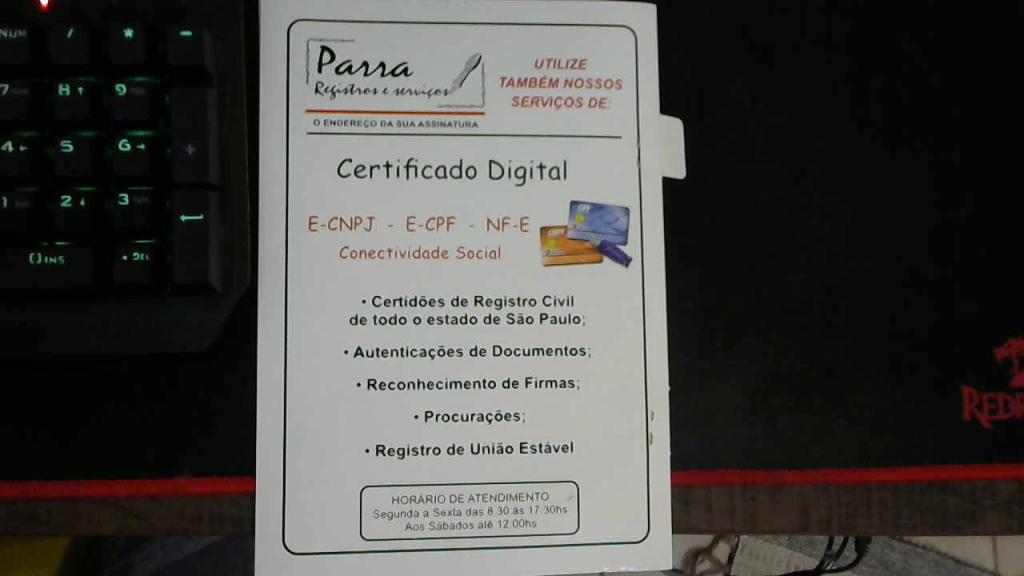 Parra
Registros e serviços
O ENDEREÇO DA SUA ASSINATURA
UTILIZE
TAMBÉM NOSSOS
SERVIÇOS DE:
Certificado Digital
E-CNPJ - E-CPF - NF-E
Conectividade Social
• Certidões de Registro Civil
de todo o estado de São Paulo;
• Autenticações de Documentos;
• Reconhecimento de Firmas;
• Procurações;
• Registro de União Estável
HORÁRIO DE ATENDIMENTO
Segunda a Sexta das 8:30 às 17:30hs
Aos Sábados até 12:00hs
NUM / * -
7 8 9
4 5 6 +
1 2 3
0 INS . DEL